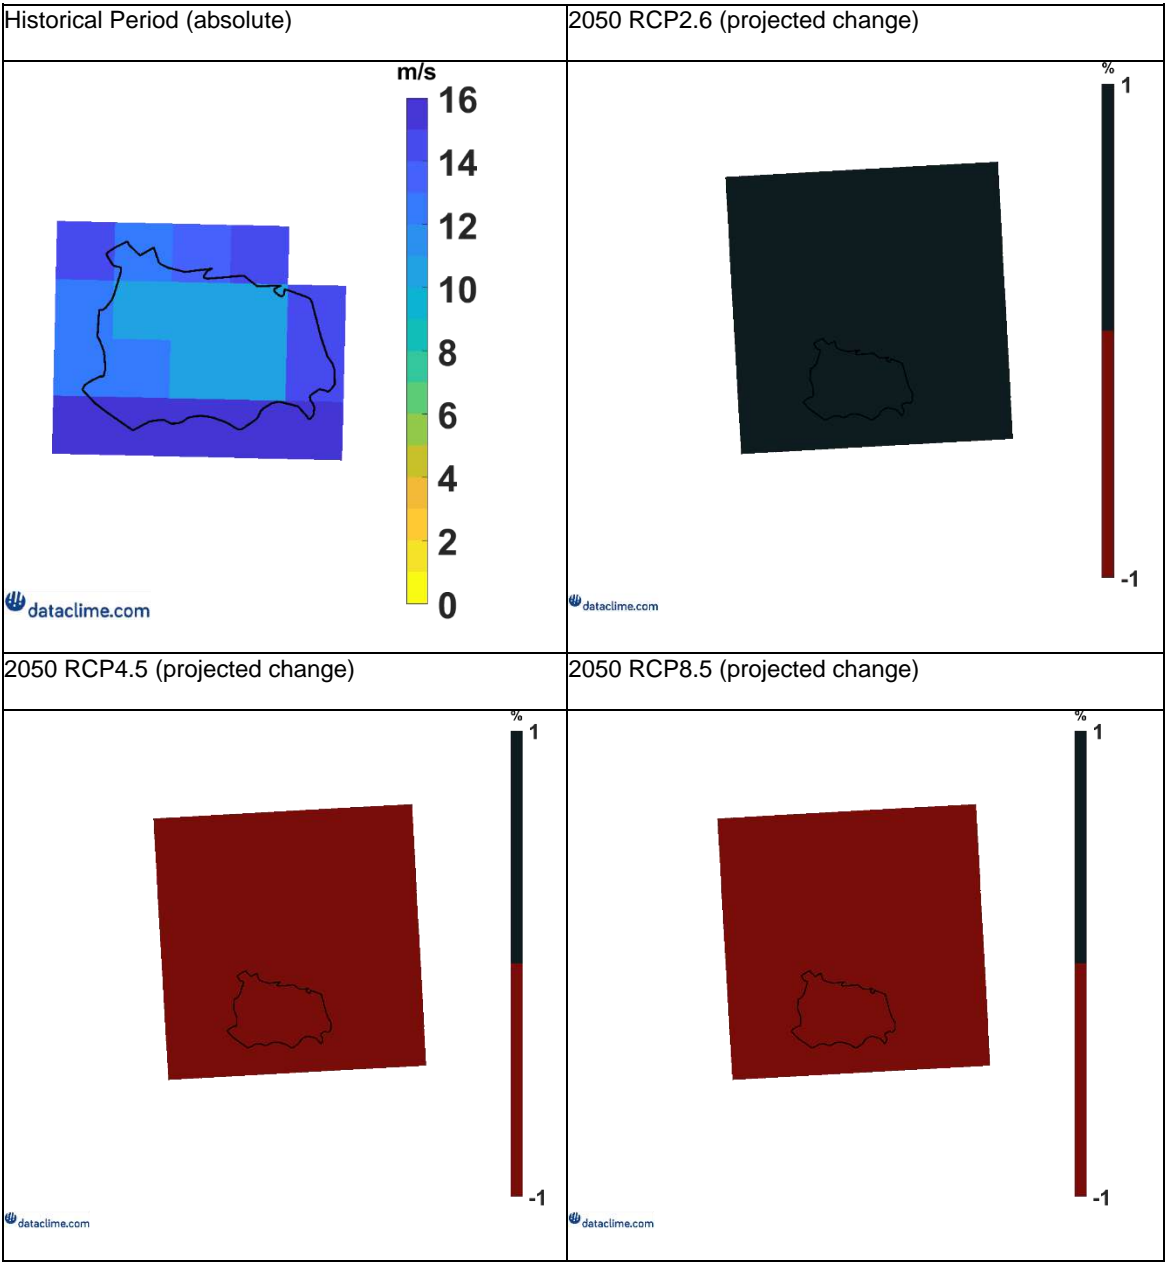 Historical Period (absolute)
2050 RCP2.6 (projected change)
m/s
16
14
12
10
8
6
4
2
0
dataclime.com
%
1
-1
dataclime.com
2050 RCP4.5 (projected change)
2050 RCP8.5 (projected change)
%
1
-1
dataclime.com
%
1
-1
dataclime.com